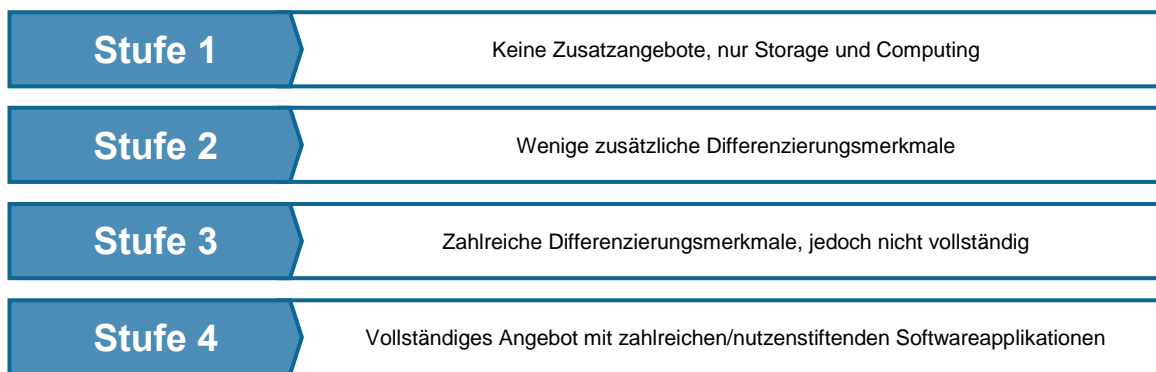 Stufe 1
Keine Zusatzangebote, nur Storage und Computing
Stufe 2
Wenige zusätzliche Differenzierungsmerkmale
Stufe 3
Zahlreiche Differenzierungsmerkmale, jedoch nicht vollständig
Stufe 4
Vollständiges Angebot mit zahlreichen/nutzenstiftenden Softwareapplikationen